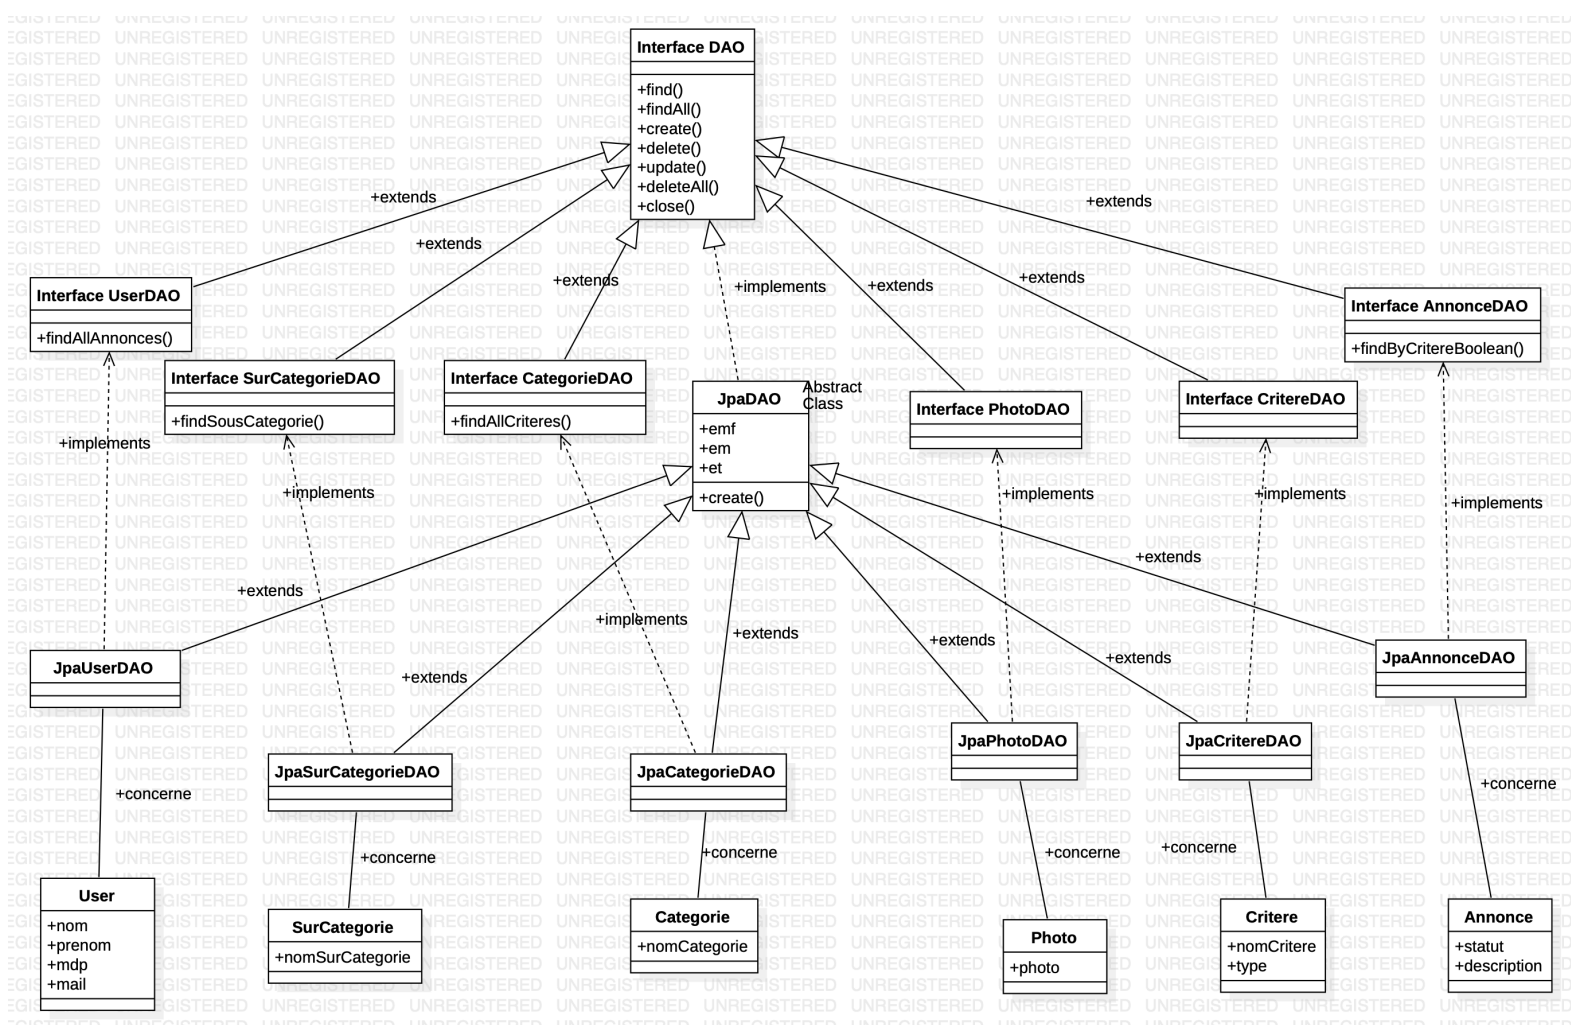 UNREGISTERED
Interface DAO
+find()
+findAll()
+create()
+delete()
+update()
+deleteAll()
+close()
+extends
+extends
+extends
+implements
+extends
+extends
+extends
Interface UserDAO
+findAllAnnonces()
Interface SurCategorieDAO
+findSousCategorie()
Interface CategorieDAO
+findAllCriteres()
JpaDAO
Abstract
Class
+emf
+em
+et
+create()
Interface PhotoDAO
Interface CritereDAO
Interface AnnonceDAO
+findByCritereBoolean()
+implements
+implements
+implements
+implements
+implements
+implements
+extends
+extends
+extends
+extends
+extends
+extends
JpaUserDAO
JpaSurCategorieDAO
JpaCategorieDAO
JpaPhotoDAO
JpaCritereDAO
JpaAnnonceDAO
+concerne
+concerne
+concerne
+concerne
+concerne
+concerne
User
+nom
+prenom
+mdp
+mail
SurCategorie
+nomSurCategorie
Categorie
+nomCategorie
Photo
+photo
Critere
+nomCritere
+type
Annonce
+statut
+description